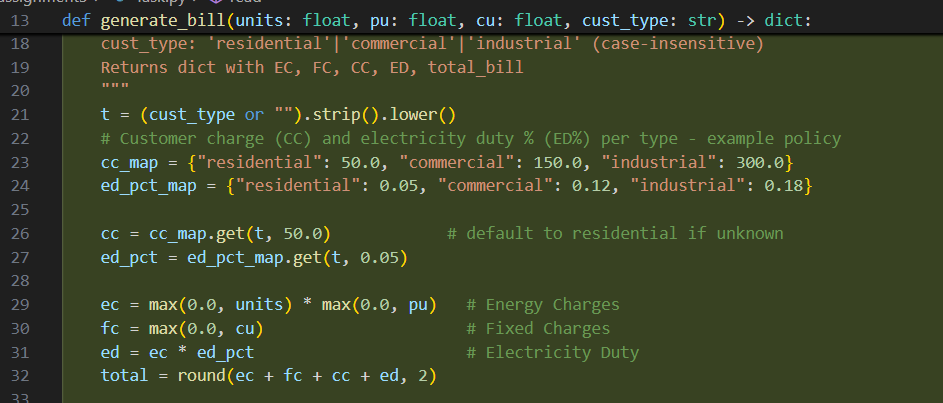 13 def generate_bill(units: float, pu: float, cu: float, cust_type: str) -> dict:
18 cust_type: 'residential'|'commercial'|'industrial' (case-insensitive)
19 Returns dict with EC, FC, CC, ED, total_bill
20 """
21 t = (cust_type or "").strip().lower()
22 # Customer charge (CC) and electricity duty % (ED%) per type - example policy
23 cc_map = {"residential": 50.0, "commercial": 150.0, "industrial": 300.0}
24 ed_pct_map = {"residential": 0.05, "commercial": 0.12, "industrial": 0.18}
25
26 cc = cc_map.get(t, 50.0) # default to residential if unknown
27 ed_pct = ed_pct_map.get(t, 0.05)
28
29 ec = max(0.0, units) * max(0.0, pu) # Energy Charges
30 fc = max(0.0, cu) # Fixed Charges
31 ed = ec * ed_pct # Electricity Duty
32 total = round(ec + fc + cc + ed, 2)
33